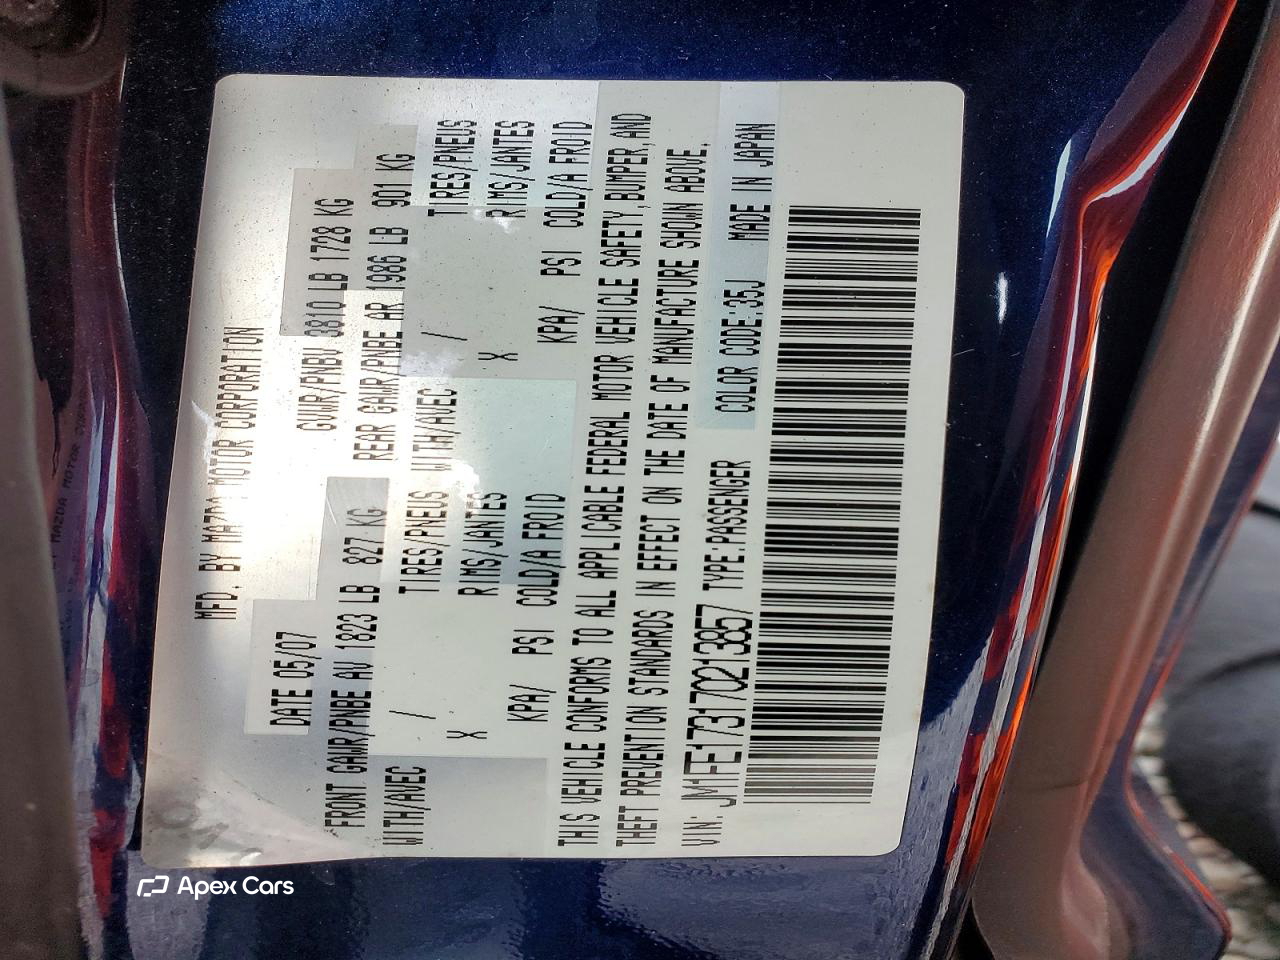 MFD. BY MAZDA MOTOR CORPORATION
DATE 05/07 GVWR/PNBV 3810 LB 1728 KG
FRONT GAWR/PNBE AV 1823 LB 827 KG REAR GAWR/PNBE AR 1986 LB 901 KG
WITH/AVEC / TIRES/PNEUS WITH/AVEC / TIRES/PNEUS
X RIMS/JANTES X RIMS/JANTES
KPA/ PSI COLD/A FROID KPA/ PSI COLD/A FROID
THIS VEHICLE CONFORMS TO ALL APPLICABLE FEDERAL MOTOR VEHICLE SAFETY, BUMPER, AND
THEFT PREVENTION STANDARDS IN EFFECT ON THE DATE OF MANUFACTURE SHOWN ABOVE.
VIN: JM1FE173170213857 TYPE:PASSENGER COLOR CODE:35J MADE IN JAPAN
Apex Cars